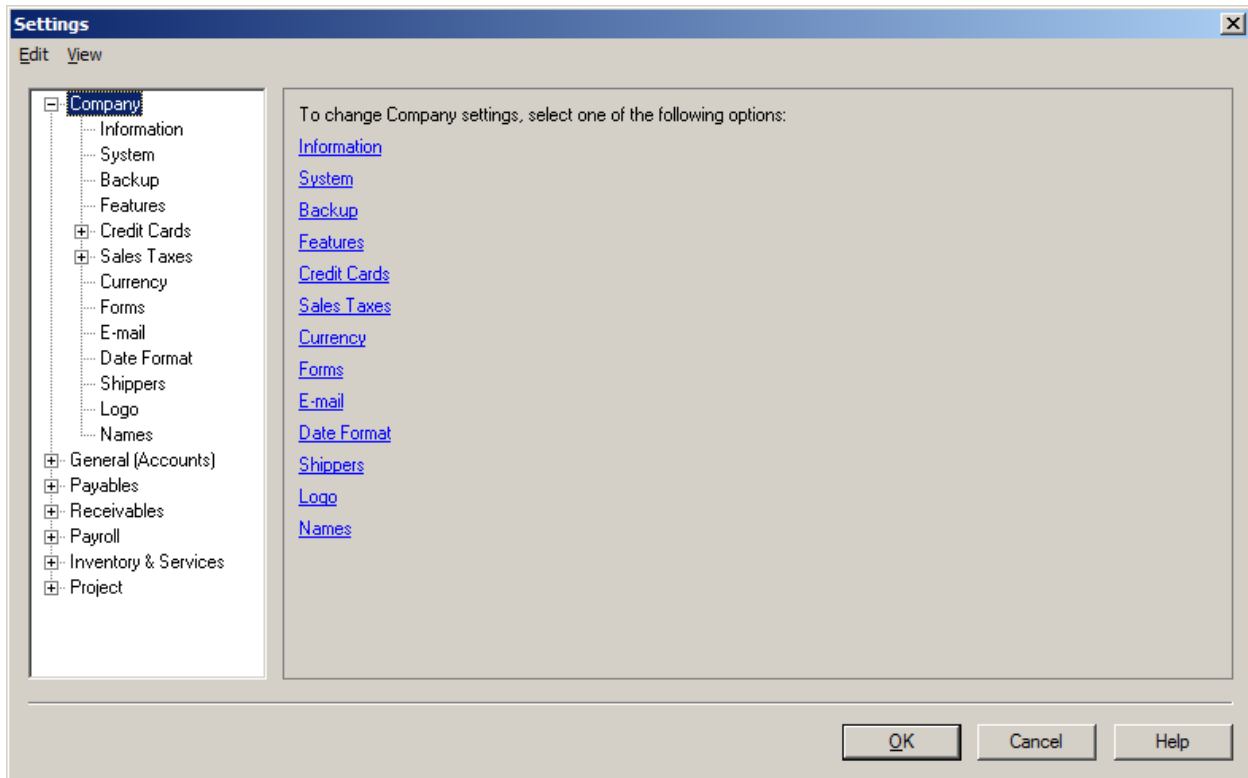 Settings
Edit View
Company
Information
System
Backup
Features
Credit Cards
Sales Taxes
Currency
Forms
E-mail
Date Format
Shippers
Logo
Names
General (Accounts)
Payables
Receivables
Payroll
Inventory & Services
Project
To change Company settings, select one of the following options:
Information
System
Backup
Features
Credit Cards
Sales Taxes
Currency
Forms
E-mail
Date Format
Shippers
Logo
Names
OK Cancel Help